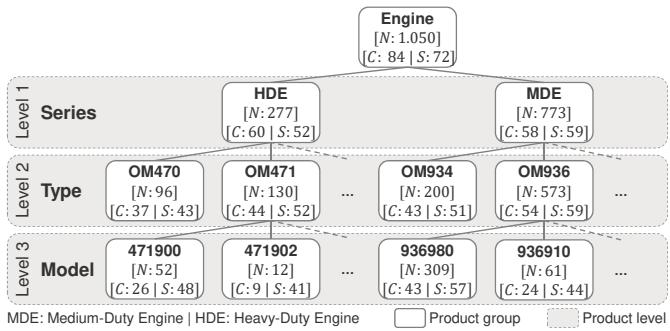 Engine
[N: 1.050]
[C: 84 | S: 72]
Level 1
Series
HDE
[N: 277]
[C: 60 | S: 52]
MDE
[N: 773]
[C: 58 | S: 59]
Level 2
Type
OM470
[N: 96]
[C: 37 | S: 43]
OM471
[N: 130]
[C: 44 | S: 52]
...
OM934
[N: 200]
[C: 43 | S: 51]
OM936
[N: 573]
[C: 54 | S: 59]
...
Level 3
Model
471900
[N: 52]
[C: 26 | S: 48]
471902
[N: 12]
[C: 9 | S: 41]
...
936980
[N: 309]
[C: 43 | S: 57]
936910
[N: 61]
[C: 24 | S: 44]
...
MDE: Medium-Duty Engine | HDE: Heavy-Duty Engine
Product group
Product level